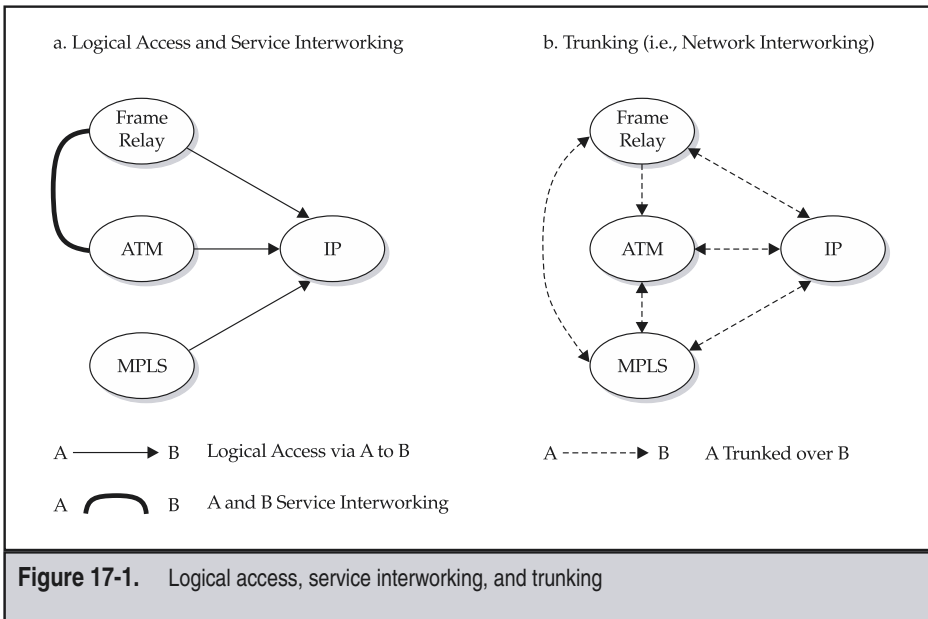 a. Logical Access and Service Interworking
Frame
Relay
ATM
IP
MPLS
A B Logical Access via A to B
A B A and B Service Interworking
b. Trunking (i.e., Network Interworking)
Frame
Relay
ATM
IP
MPLS
A B A Trunked over B
Figure 17-1. Logical access, service interworking, and trunking